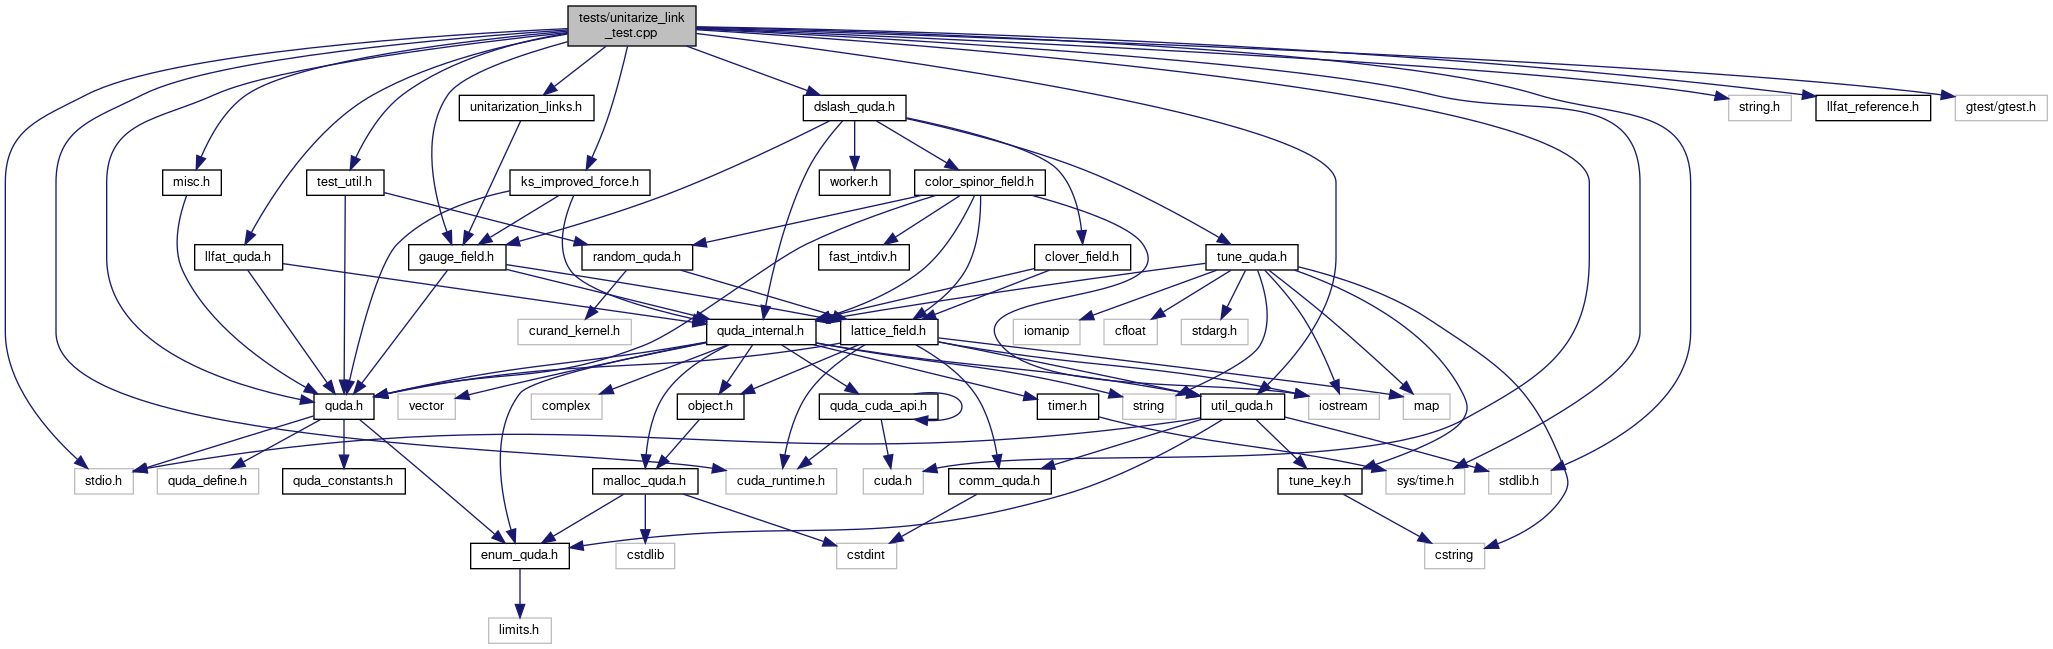 tests/unitarize_link
_test.cpp
unitarization_links.h
dslash_quda.h
string.h
llfat_reference.h
gtest/gtest.h
misc.h
test_util.h
ks_improved_force.h
worker.h
color_spinor_field.h
llfat_quda.h
gauge_field.h
random_quda.h
fast_intdiv.h
clover_field.h
tune_quda.h
curand_kernel.h
quda_internal.h
lattice_field.h
iomanip
cfloat
stdarg.h
quda.h
vector
complex
object.h
quda_cuda_api.h
timer.h
string
util_quda.h
iostream
map
stdio.h
quda_define.h
quda_constants.h
malloc_quda.h
cuda_runtime.h
cuda.h
comm_quda.h
tune_key.h
sys/time.h
stdlib.h
enum_quda.h
cstdlib
cstdint
cstring
limits.h